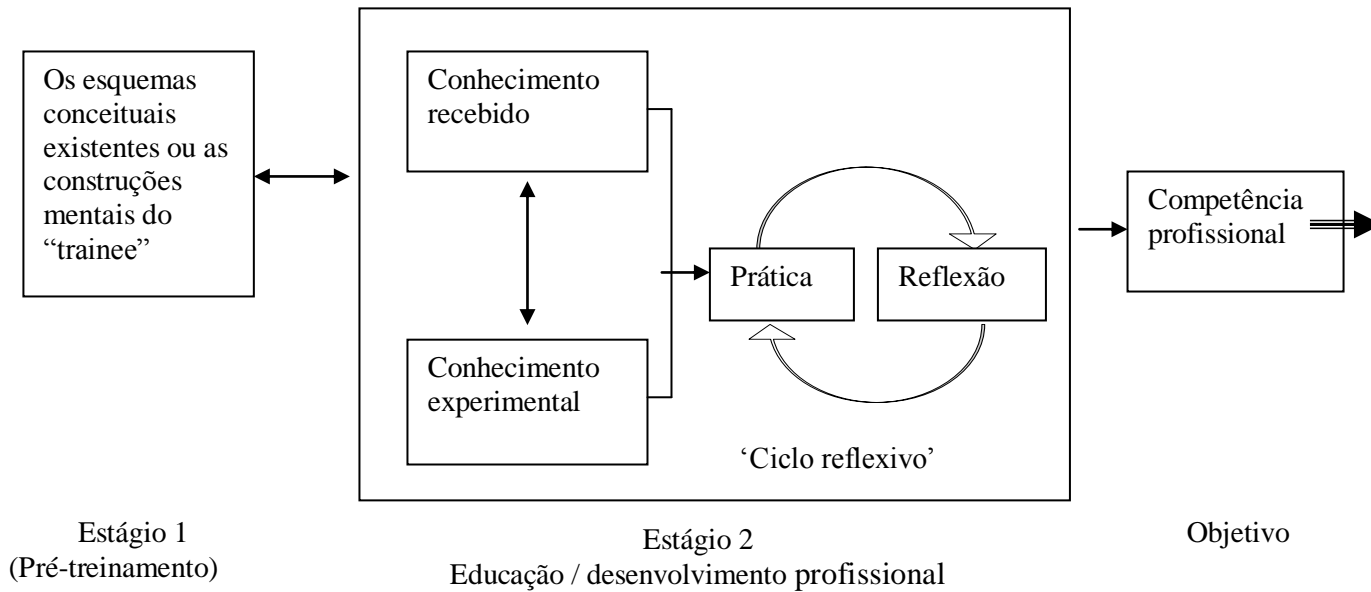 Os esquemas
conceituais
existentes ou as
construções
mentais do
“trainee”
Conhecimento
recebido
Conhecimento
experimental
Prática
Reflexão
‘Ciclo reflexivo’
Competência
profissional
Estágio 1
(Pré-treinamento)
Estágio 2
Educação / desenvolvimento profissional
Objetivo